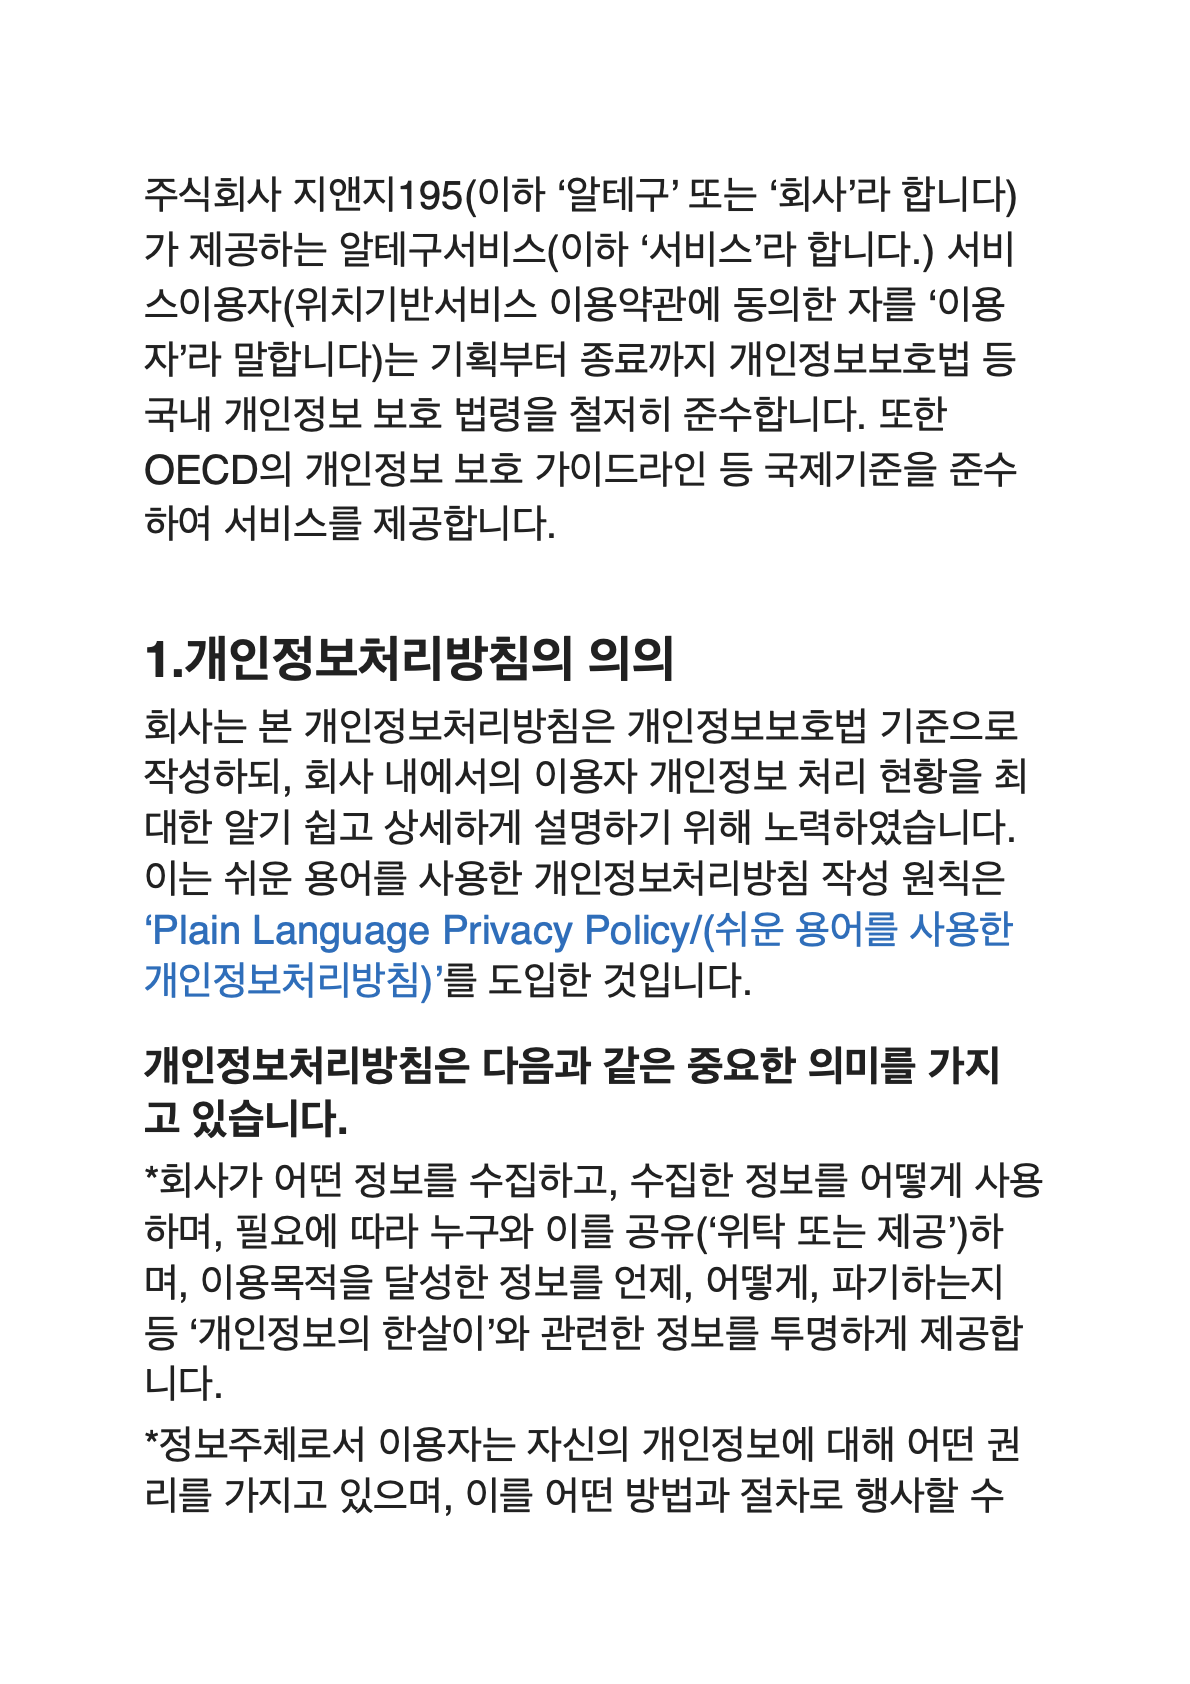 주식회사 지앤지195(이하 ‘알테구’ 또는 ‘회사’라 합니다)
가 제공하는 알테구서비스(이하 ‘서비스’라 합니다.) 서비
스이용자(위치기반서비스 이용약관에 동의한 자를 ‘이용
자’라 말합니다)는 기획부터 종료까지 개인정보보호법 등
국내 개인정보 보호 법령을 철저히 준수합니다. 또한
OECD의 개인정보 보호 가이드라인 등 국제기준을 준수
하여 서비스를 제공합니다.
1.개인정보처리방침의 의의
회사는 본 개인정보처리방침은 개인정보보호법 기준으로
작성하되, 회사 내에서의 이용자 개인정보 처리 현황을 최
대한 알기 쉽고 상세하게 설명하기 위해 노력하였습니다.
이는 쉬운 용어를 사용한 개인정보처리방침 작성 원칙은
‘Plain Language Privacy Policy/(쉬운 용어를 사용한
개인정보처리방침)’를 도입한 것입니다.
개인정보처리방침은 다음과 같은 중요한 의미를 가지
고 있습니다.
*회사가 어떤 정보를 수집하고, 수집한 정보를 어떻게 사용
하며, 필요에 따라 누구와 이를 공유(‘위탁 또는 제공’)하
며, 이용목적을 달성한 정보를 언제, 어떻게, 파기하는지
등 ‘개인정보의 한살이’와 관련한 정보를 투명하게 제공합
니다.
*정보주체로서 이용자는 자신의 개인정보에 대해 어떤 권
리를 가지고 있으며, 이를 어떤 방법과 절차로 행사할 수